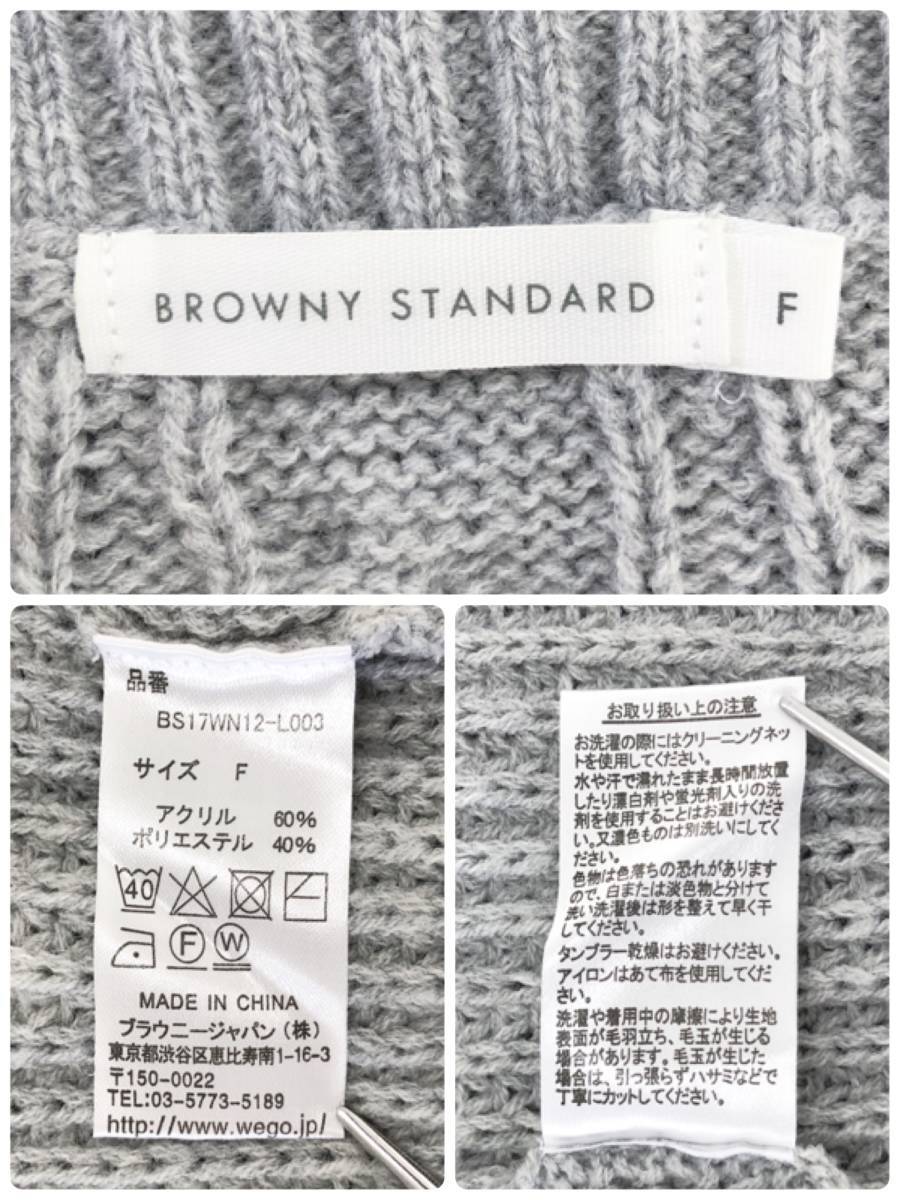 BROWNY STANDARD
F
品番
BS17WN12-L003
サイズ F
アクリル 60%
ポリエステル 40%
40
F W
MADE IN CHINA
ブラウニージャパン(株)
東京都渋谷区恵比寿南1-16-3
〒150-0022
TEL:03-5773-5189
http://www.wego.jp/
お取り扱い上の注意
お洗濯の際にはクリーニングネッ
トを使用してください。
水や汗で濡れたまま長時間放置
したり漂白剤や蛍光剤入りの洗
剤を使用することはお避けくださ
い。又濃色ものは別洗いにしてく
ださい。
色物は色落ちの恐れがあります
ので、白または淡色物と分けて
洗い洗濯後は形を整えて早く干
してください。
タンブラー乾燥はお避けください。
アイロンはあて布を使用してくだ
さい。
洗濯や着用中の摩擦により生地
表面が毛羽立ち、毛玉が生じる
場合があります。毛玉が生じた
場合は、引っ張らずハサミなどで
丁寧にカットしてください。